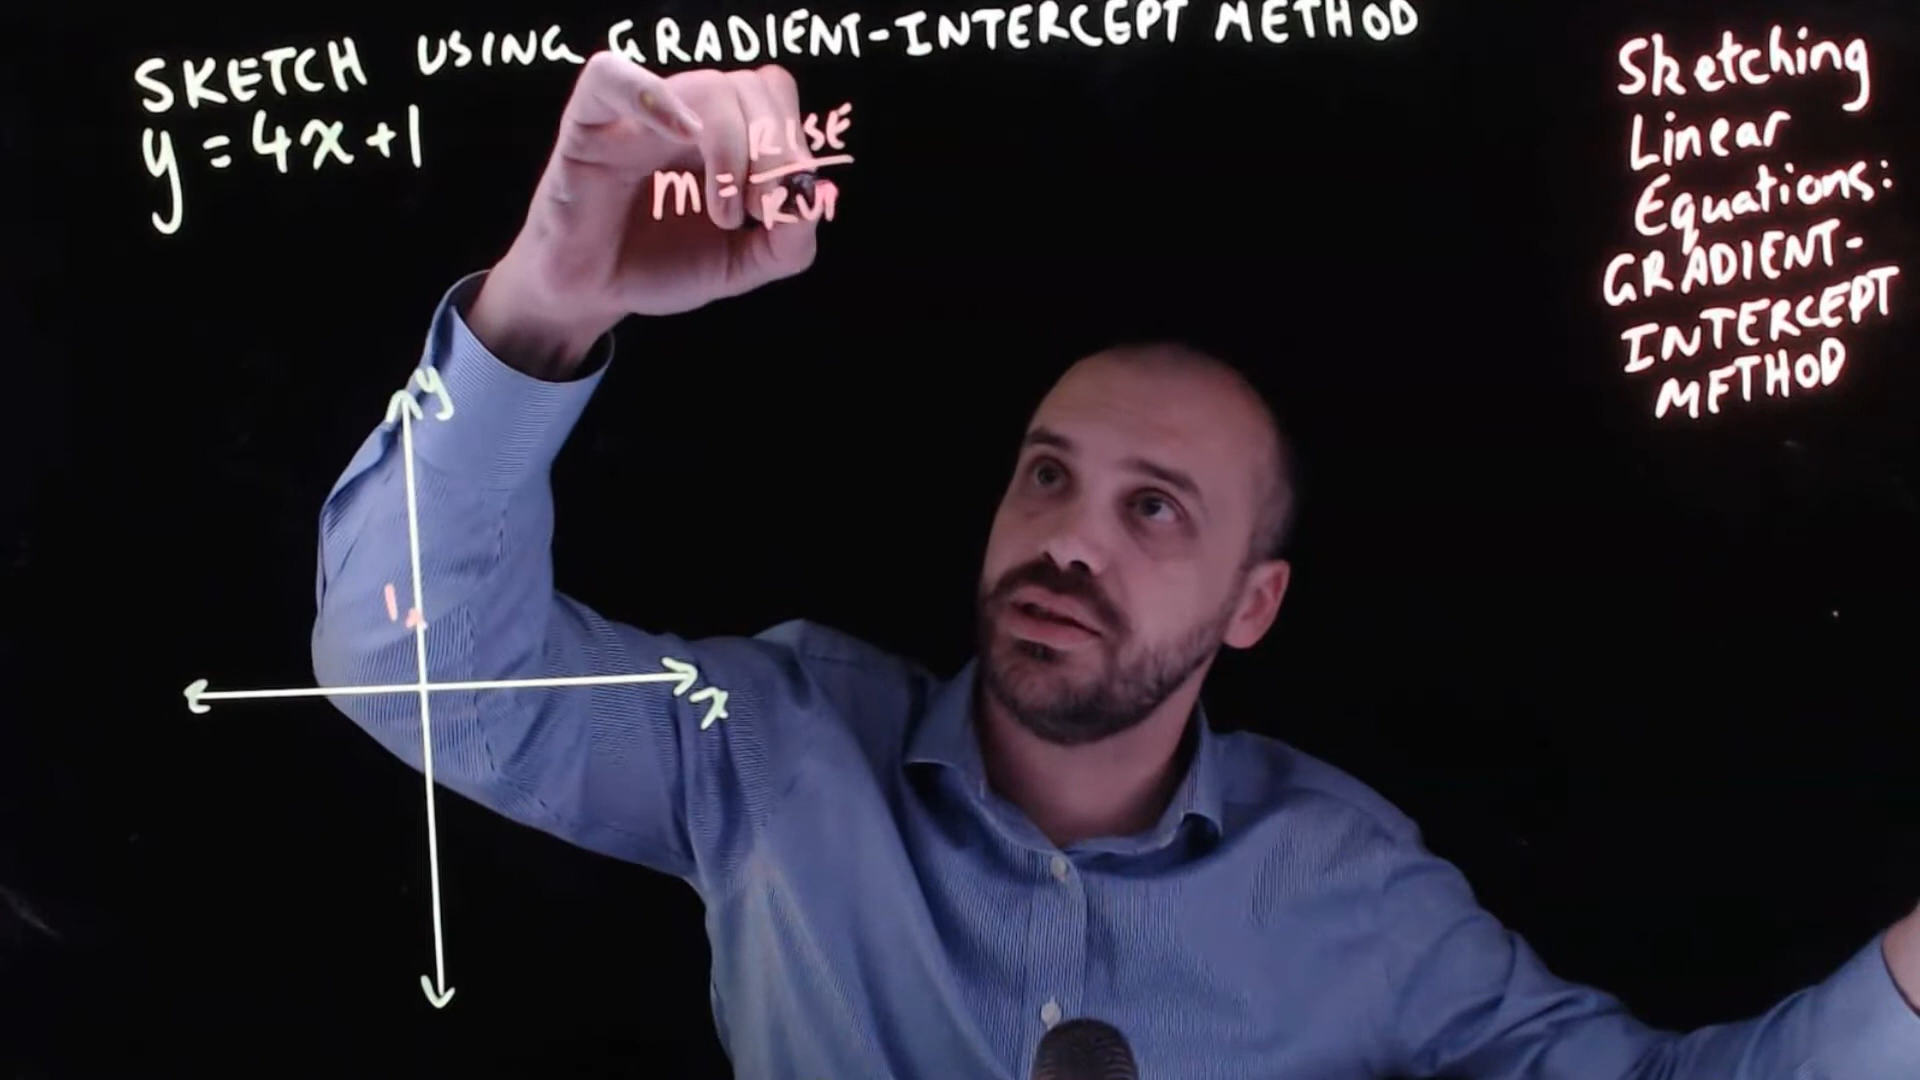 SKETCH USING GRADIENT-INTERCEPT METHOD
y = 4x + 1
m = RISE
RUN
y
1
x
Sketching
Linear
Equations:
GRADIENT-
INTERCEPT
METHOD